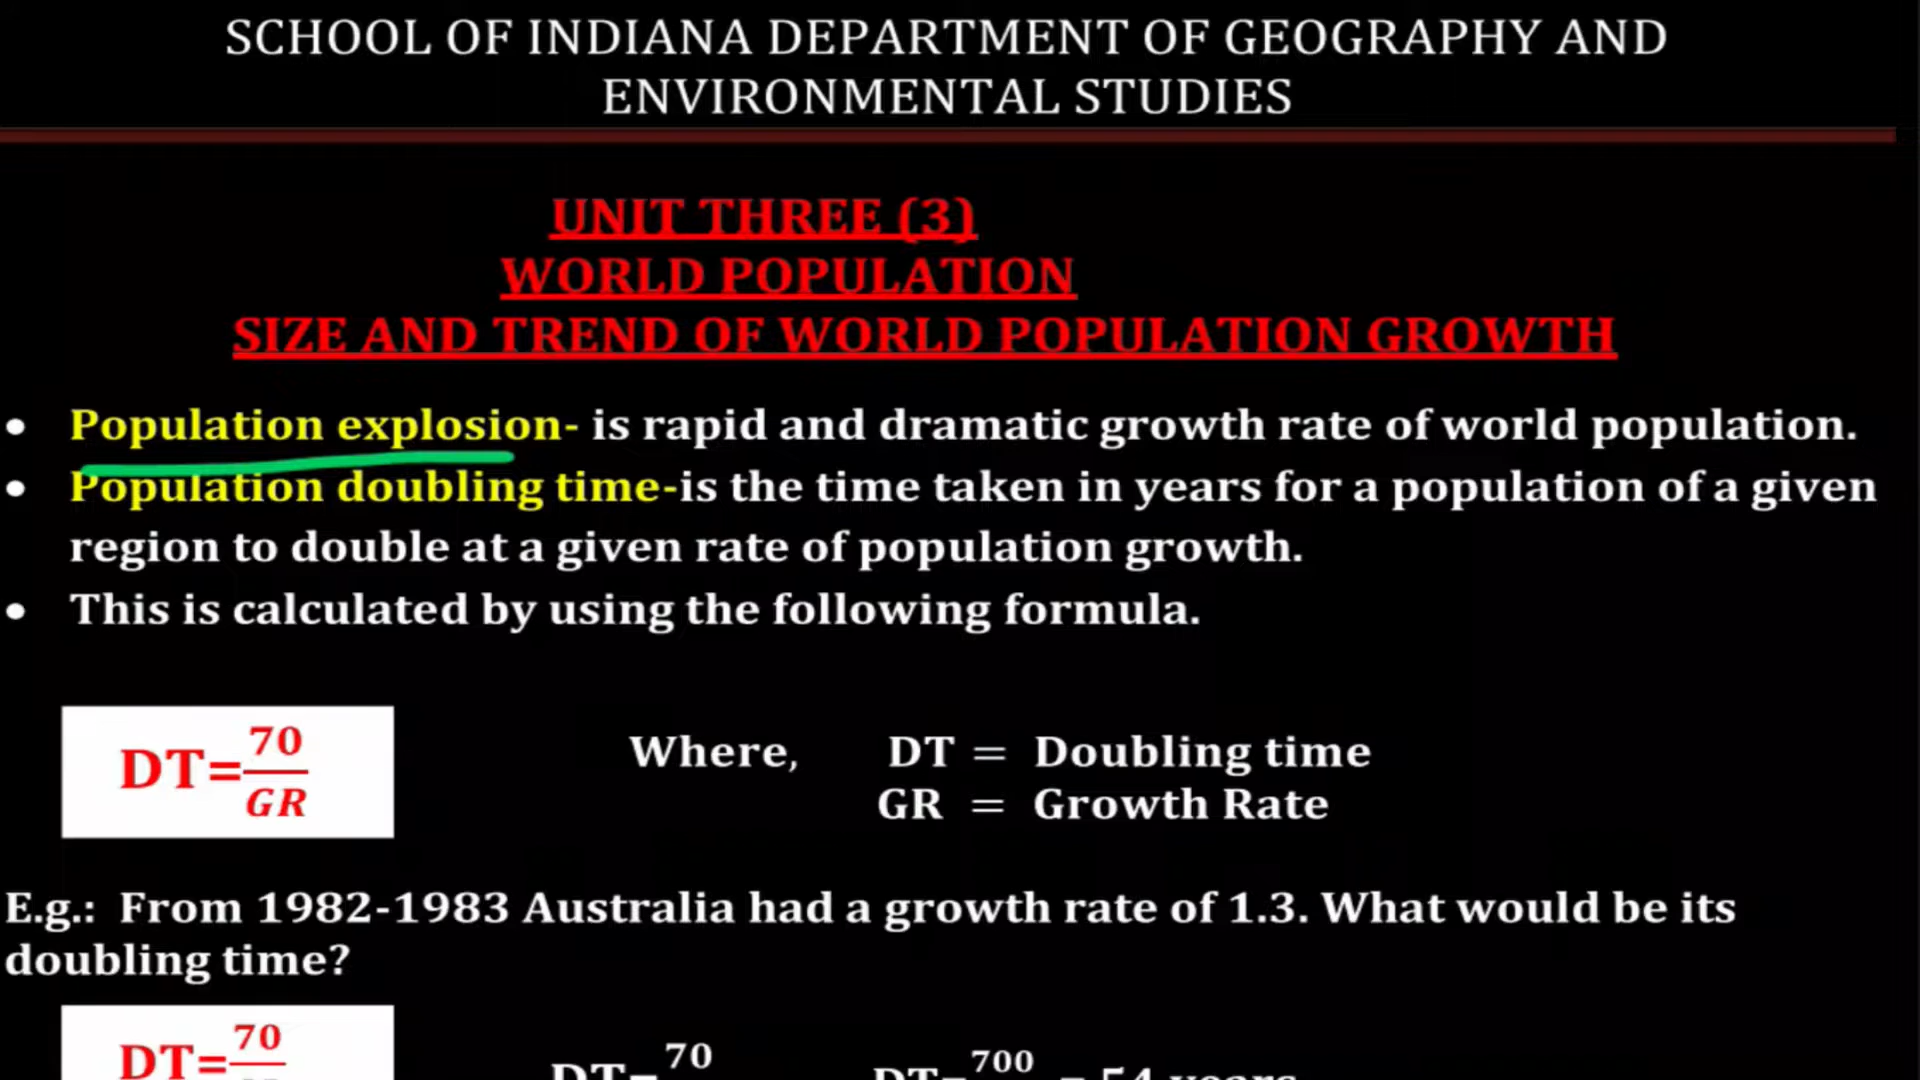 SCHOOL OF INDIANA DEPARTMENT OF GEOGRAPHY AND
ENVIRONMENTAL STUDIES
UNIT THREE (3)
WORLD POPULATION
SIZE AND TREND OF WORLD POPULATION GROWTH
• Population explosion- is rapid and dramatic growth rate of world population.
• Population doubling time-is the time taken in years for a population of a given
region to double at a given rate of population growth.
• This is calculated by using the following formula.
DT=70/GR Where, DT = Doubling time
GR = Growth Rate
E.g.: From 1982-1983 Australia had a growth rate of 1.3. What would be its
doubling time?
DT=70 DT=70 DT=700 = 54 years